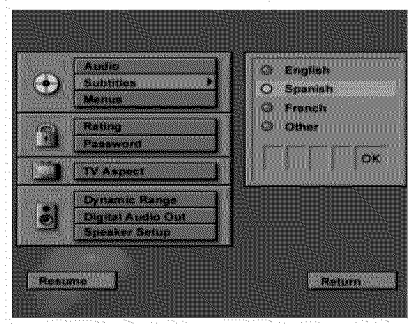 Audio
Subtitles
Menus
Rating
Password
TV Aspect
Dynamic Range
Digital Audio Out
Speaker Setup
English
Spanish
French
Other
OK
Resume
Return